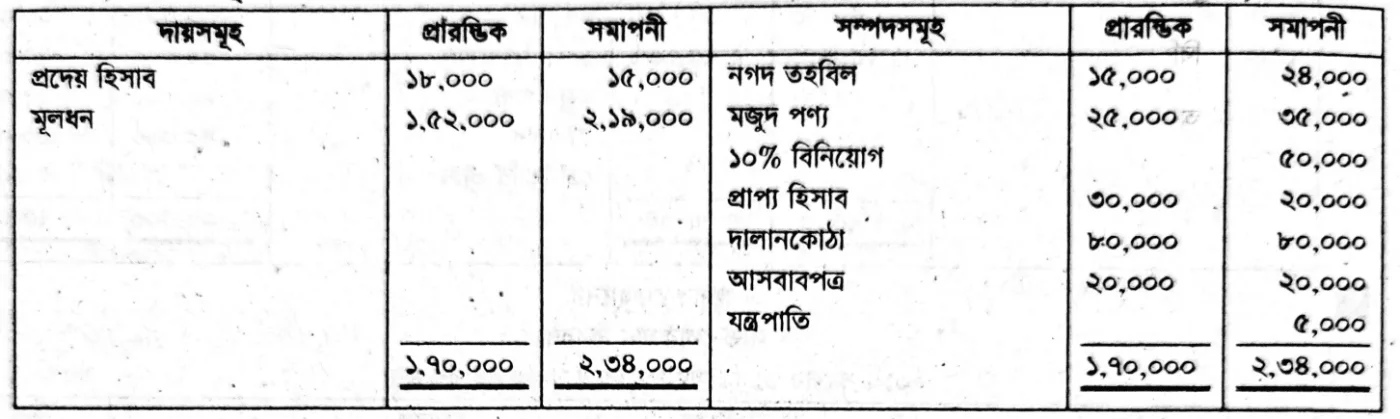 দায়সমূহ প্রারম্ভিক সমাপনী সম্পদসমূহ প্রারম্ভিক সমাপনী
প্রদেয় হিসাব ১৮,০০০ ১৫,০০০ নগদ তহবিল ১৫,০০০ ২৪,০০০
মূলধন ১,৫২,০০০ ২,১৯,০০০ মজুদ পণ্য ২৫,০০০ ৩৫,০০০
১০% বিনিয়োগ ৫০,০০০
প্রাপ্য হিসাব ৩০,০০০ ২০,০০০
দালানকোঠা ৮০,০০০ ৮০,০০০
আসবাবপত্র ২০,০০০ ২০,০০০
যন্ত্রপাতি ৫,০০০
১,৭০,০০০ ২,৩৪,০০০ ১,৭০,০০০ ২,৩৪,০০০